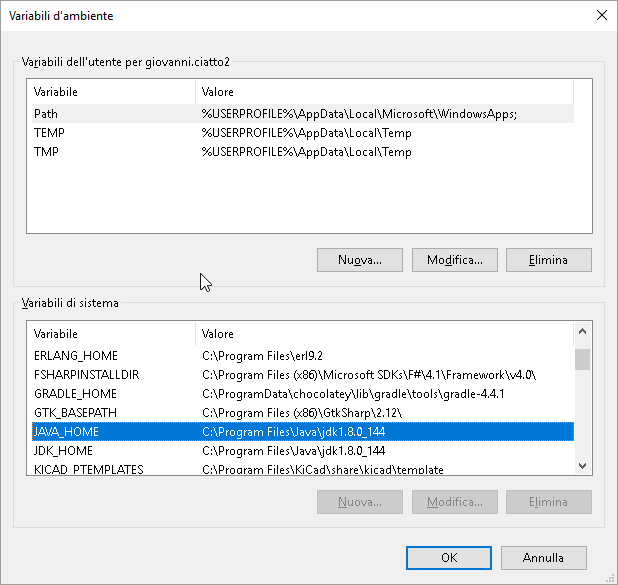 Variabili d'ambiente
Variabili dell'utente per giovanni.ciatto2
Variabile Valore
Path %USERPROFILE%\AppData\Local\Microsoft\WindowsApps;
TEMP %USERPROFILE%\AppData\Local\Temp
TMP %USERPROFILE%\AppData\Local\Temp
Nuova... Modifica... Elimina
Variabili di sistema
Variabile Valore
ERLANG_HOME C:\Program Files\erl9.2
FSHARPINSTALLDIR C:\Program Files (x86)\Microsoft SDKs\F#\4.1\Framework\v4.0\
GRADLE_HOME C:\ProgramData\chocolatey\lib\gradle\tools\gradle-4.4.1
GTK_BASEPATH C:\Program Files (x86)\GtkSharp\2.12\
JAVA_HOME C:\Program Files\Java\jdk1.8.0_144
JDK_HOME C:\Program Files\Java\jdk1.8.0_144
KICAD_PTEMPLATES C:\Program Files\KiCad\share\kicad\template
Nuova... Modifica... Elimina
OK Annulla